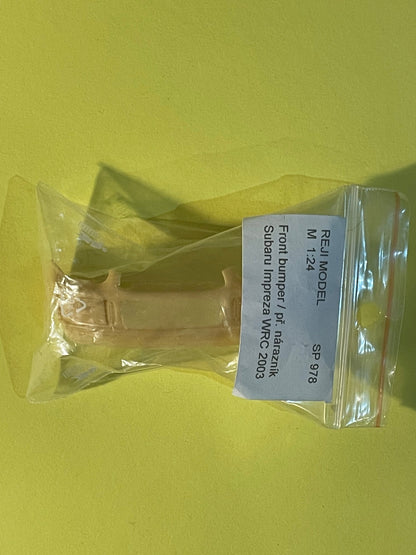 REJI MODEL
M 1:24 SP 978
Front bumper / př. nárazník
Subaru Impreza WRC 2003